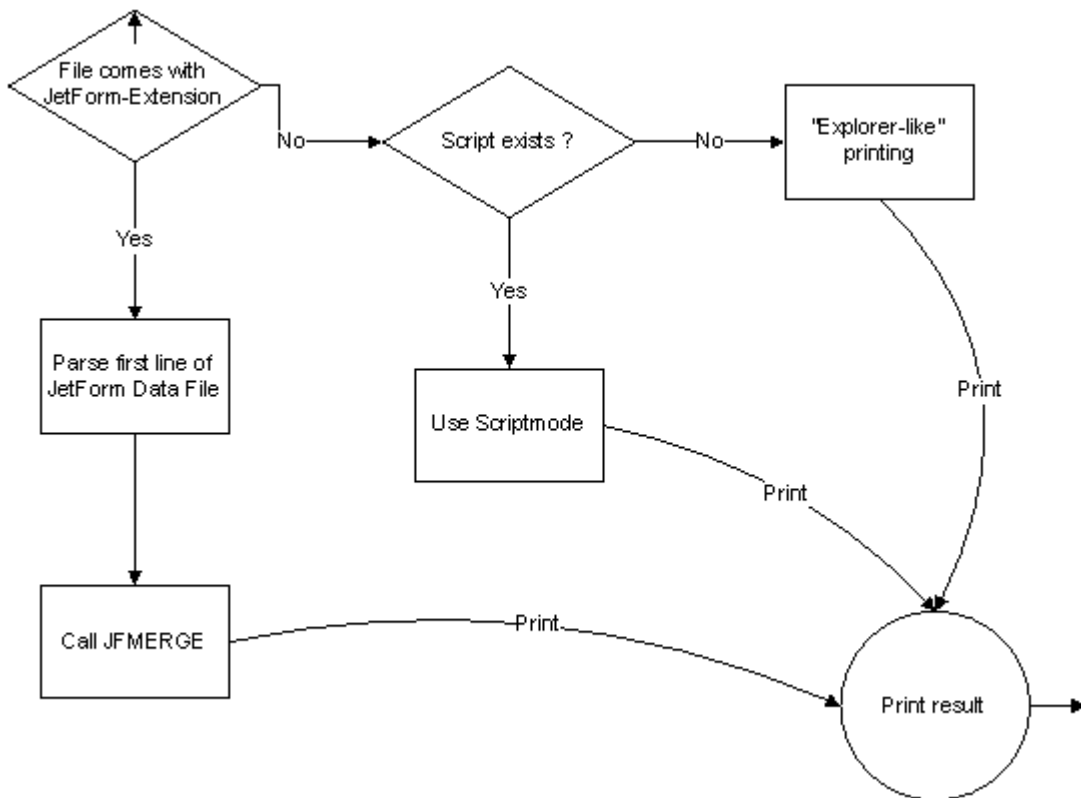 File comes with
JetForm-Extension
No
Script exists ?
No
"Explorer-like"
printing
Yes
Yes
Parse first line of
JetForm Data File
Use Scriptmode
Print
Print
Call JFMERGE
Print
Print result